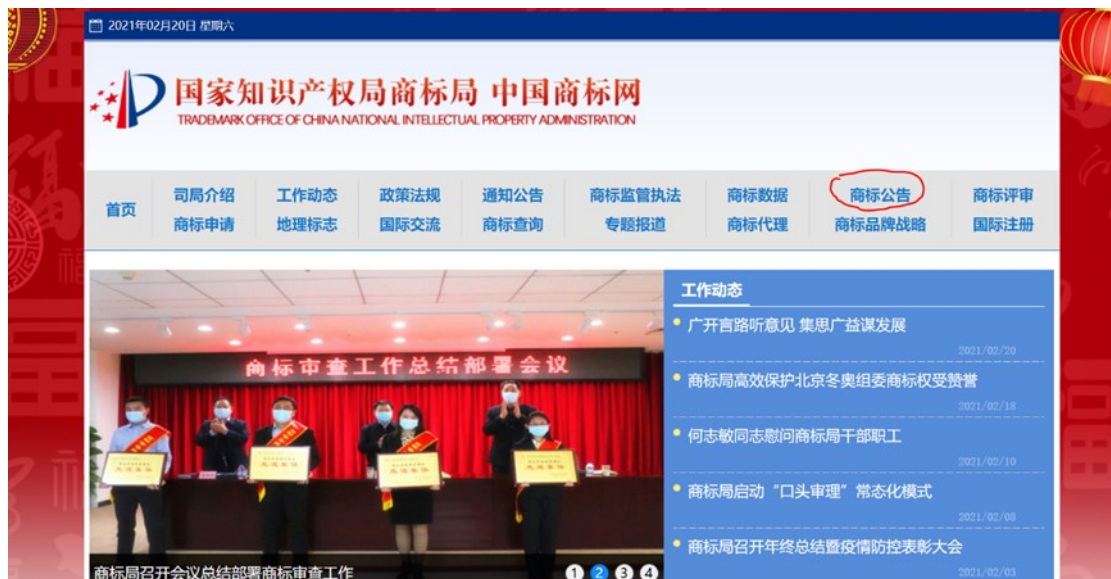 2021年02月20日 星期六
国家知识产权局商标局 中国商标网
TRADEMARK OFFICE OF CHINA NATIONAL INTELLECTUAL PROPERTY ADMINISTRATION
首页
司局介绍 工作动态 政策法规 通知公告 商标监管执法 商标数据 商标公告 商标评审
商标申请 地理标志 国际交流 商标查询 专题报道 商标代理 商标品牌战略 国际注册
商标审查工作总结部署会议
商标局召开会议总结部署商标审查工作
1 2 3 4
工作动态
广开言路听意见 集思广益谋发展
2021/02/20
商标局高效保护北京冬奥组委商标权受赞誉
2021/02/18
何志敏同志慰问商标局干部职工
2021/02/10
商标局启动“口头审理”常态化模式
2021/02/08
商标局召开年终总结暨疫情防控表彰大会
2021/02/03